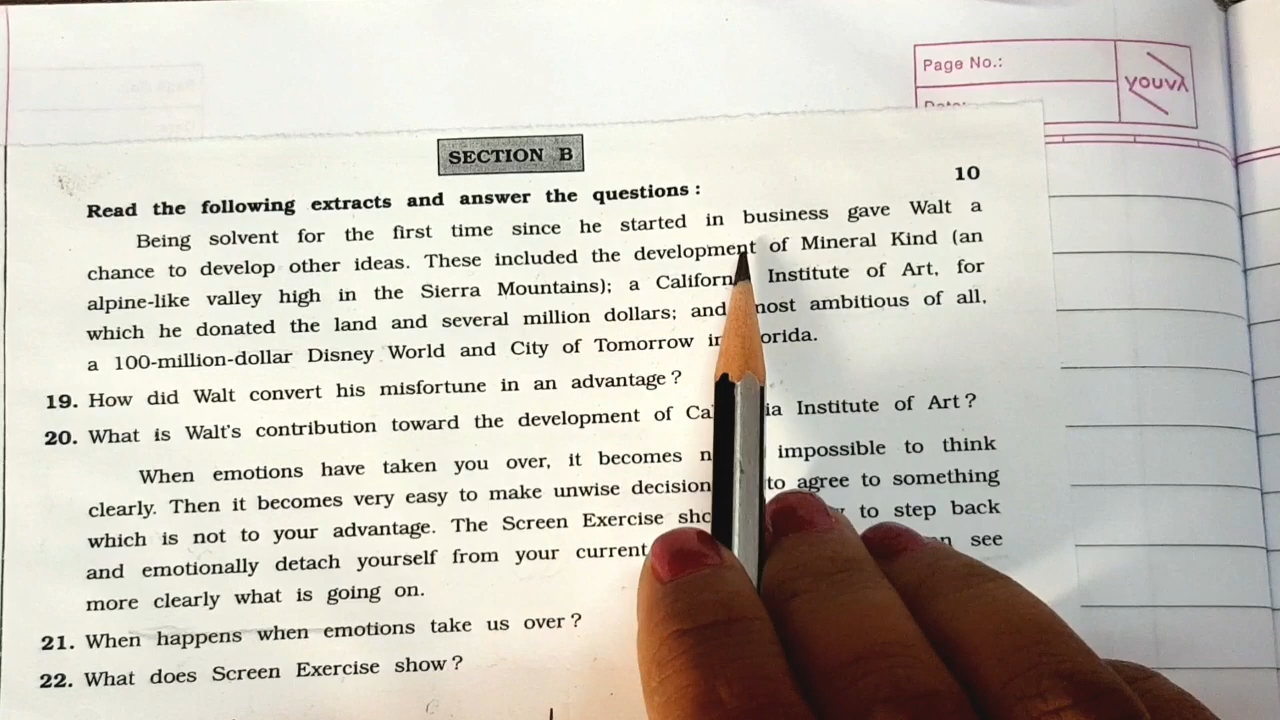 Page No.:
Date:
YOUVA
SECTION B
10
Read the following extracts and answer the questions :
Being solvent for the first time since he started in business gave Walt a
chance to develop other ideas. These included the development of Mineral Kind (an
alpine-like valley high in the Sierra Mountains); a Californ Institute of Art, for
which he donated the land and several million dollars; and most ambitious of all,
a 100-million-dollar Disney World and City of Tomorrow in Florida.
19. How did Walt convert his misfortune in an advantage ?
20. What is Walt's contribution toward the development of Ca ia Institute of Art ?
When emotions have taken you over, it becomes n impossible to think
clearly. Then it becomes very easy to make unwise decision to agree to something
which is not to your advantage. The Screen Exercise to step back
and emotionally detach yourself from your current see
more clearly what is going on.
21. When happens when emotions take us over ?
22. What does Screen Exercise show ?